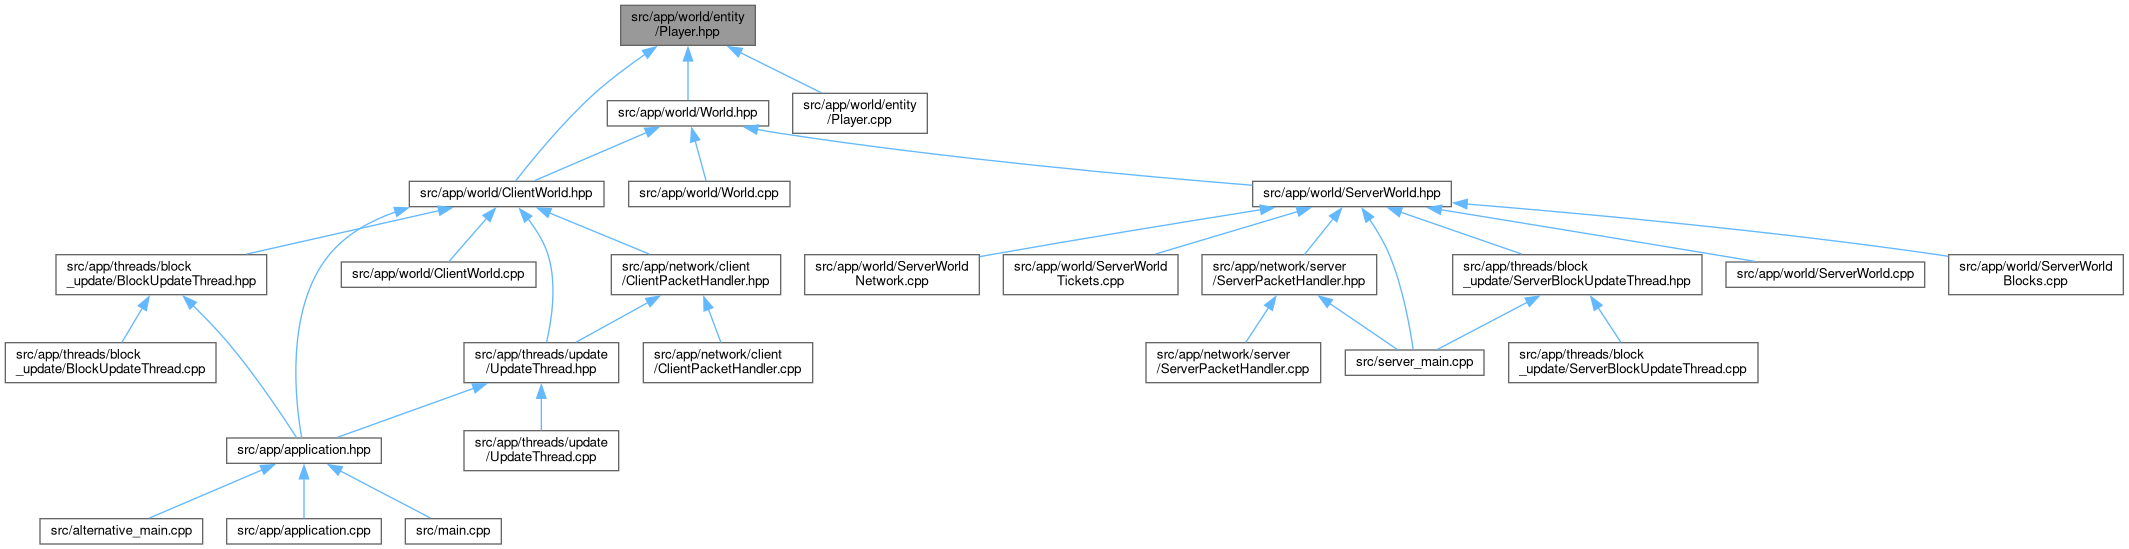 src/app/world/entity
/Player.hpp
src/app/world/World.hpp
src/app/world/entity
/Player.cpp
src/app/world/ClientWorld.hpp
src/app/world/World.cpp
src/app/world/ServerWorld.hpp
src/app/threads/block
_update/BlockUpdateThread.hpp
src/app/world/ClientWorld.cpp
src/app/network/client
/ClientPacketHandler.hpp
src/app/world/ServerWorld
Network.cpp
src/app/world/ServerWorld
Tickets.cpp
src/app/network/server
/ServerPacketHandler.hpp
src/app/threads/block
_update/ServerBlockUpdateThread.hpp
src/app/world/ServerWorld.cpp
src/app/world/ServerWorld
Blocks.cpp
src/app/threads/block
_update/BlockUpdateThread.cpp
src/app/threads/update
/UpdateThread.hpp
src/app/network/client
/ClientPacketHandler.cpp
src/app/network/server
/ServerPacketHandler.cpp
src/server_main.cpp
src/app/threads/block
_update/ServerBlockUpdateThread.cpp
src/app/application.hpp
src/app/threads/update
/UpdateThread.cpp
src/alternative_main.cpp
src/app/application.cpp
src/main.cpp